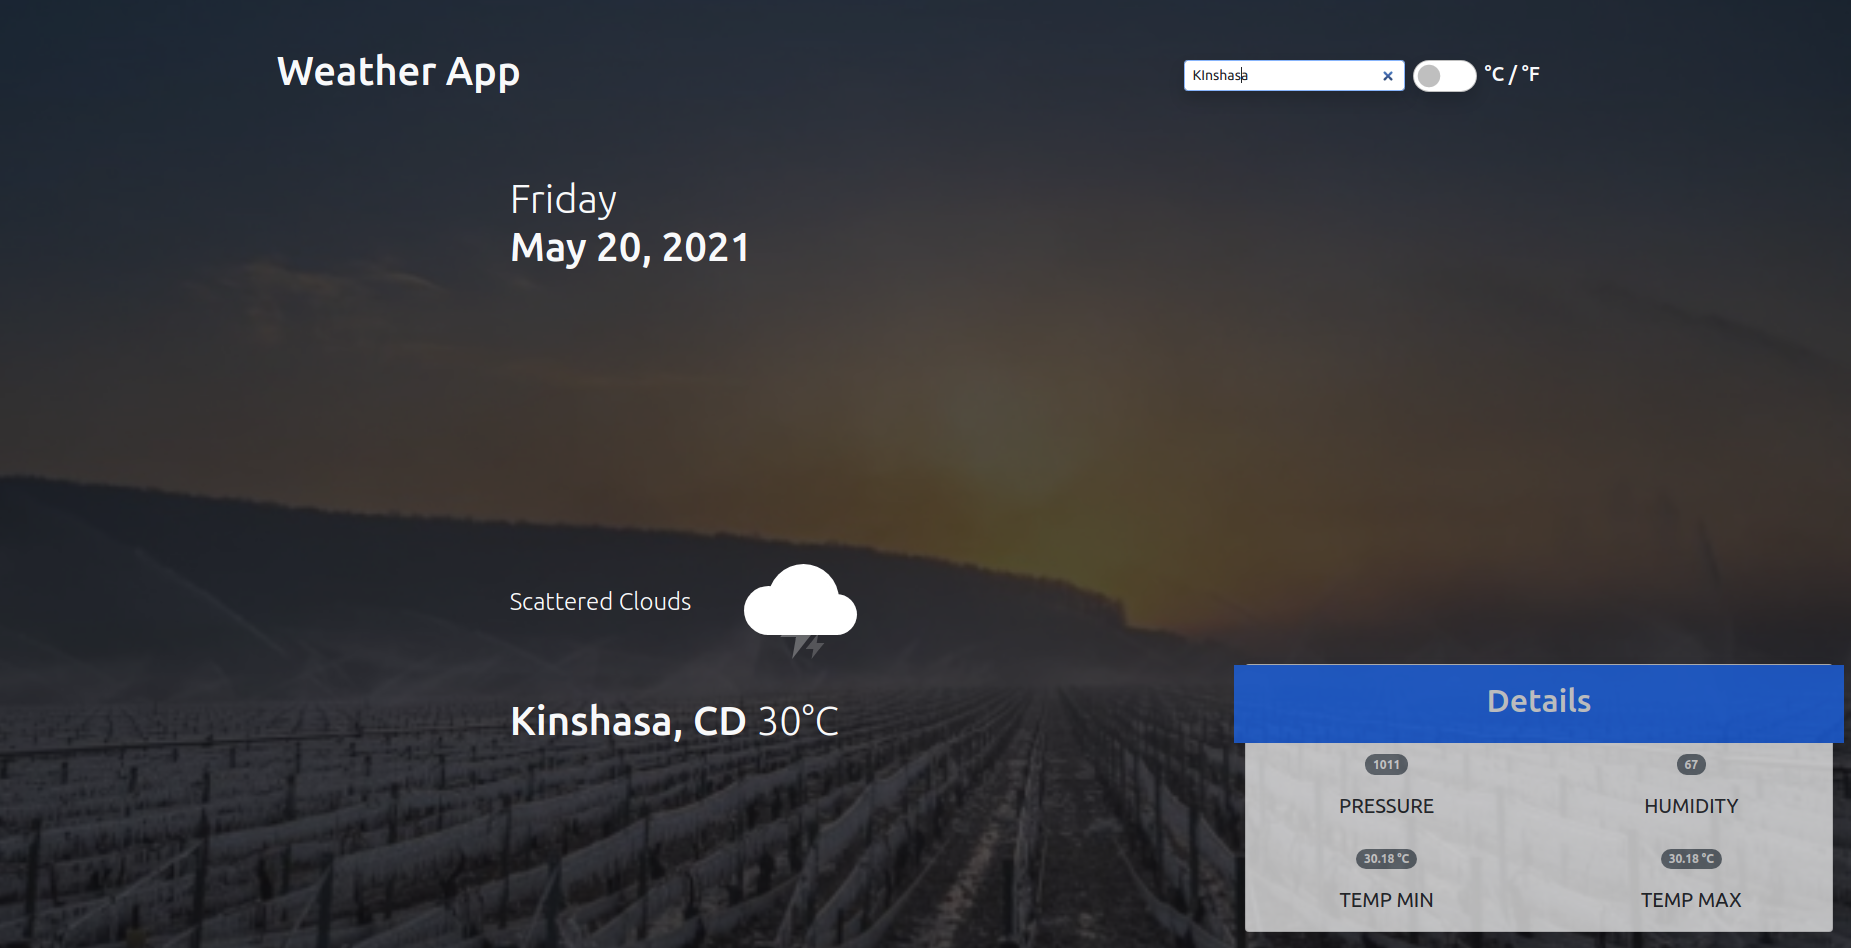 Weather App
KInshasa
°C / °F
Friday
May 20, 2021
Scattered Clouds
Kinshasa, CD 30°C
Details
1011
67
PRESSURE
HUMIDITY
30.18 °C
30.18 °C
TEMP MIN
TEMP MAX